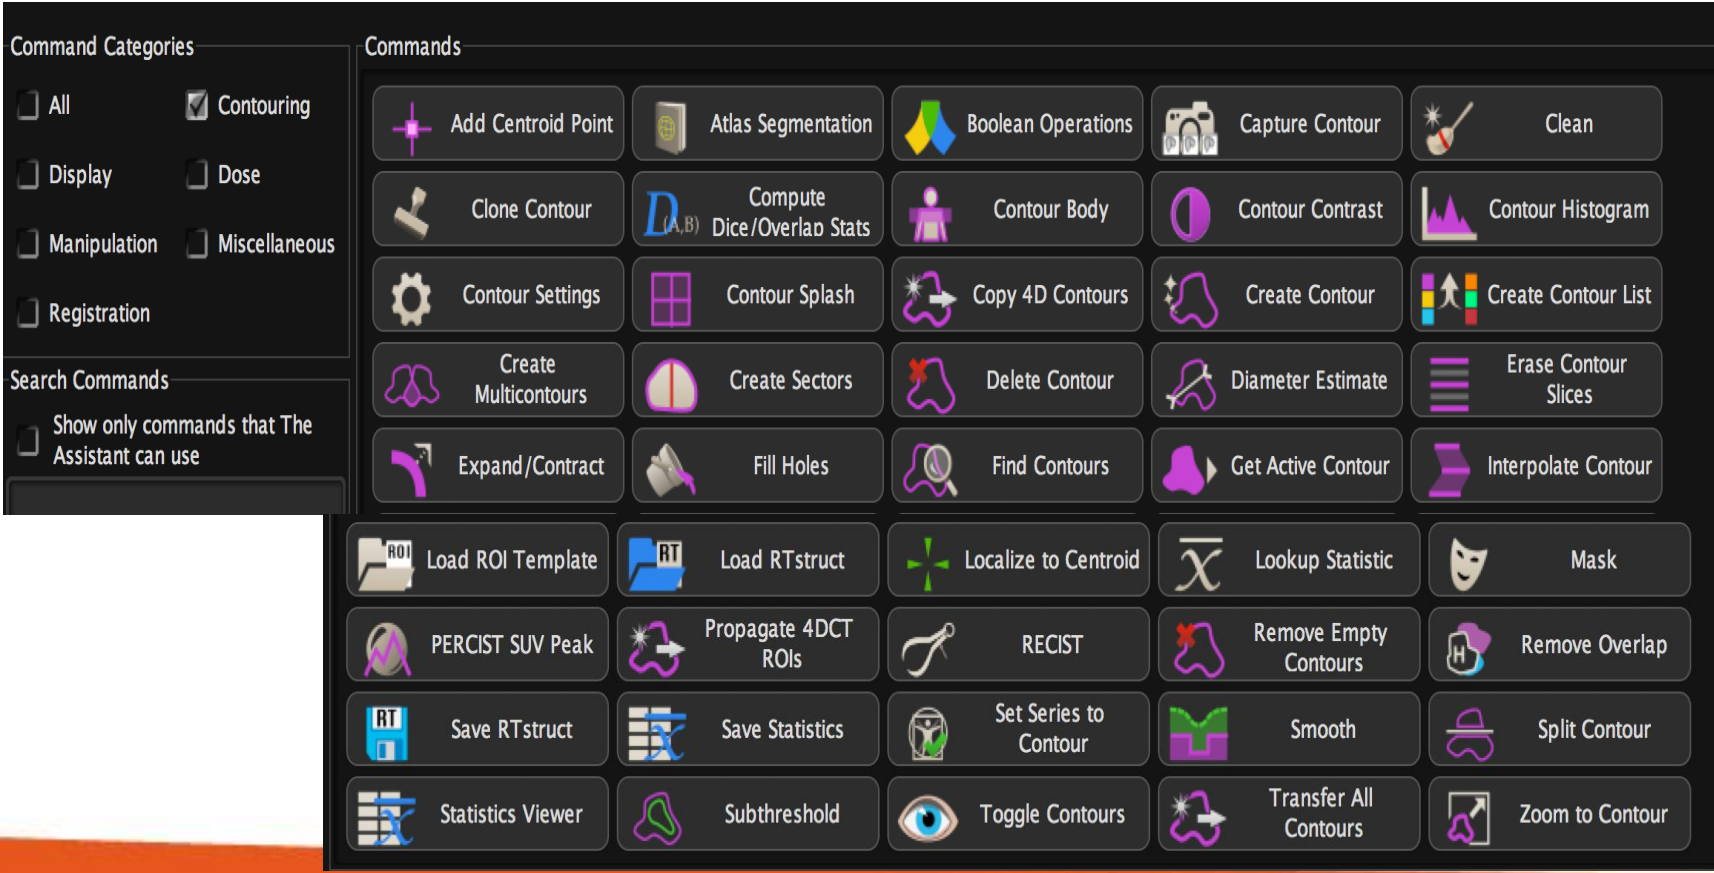 Command Categories
All
Contouring
Display
Dose
Manipulation
Miscellaneous
Registration
Search Commands
Show only commands that The
Assistant can use
Commands
Add Centroid Point
Atlas Segmentation
Boolean Operations
Capture Contour
Clean
Clone Contour
D(A,B)
Compute
Dice/Overlap Stats
Contour Body
Contour Contrast
Contour Histogram
Contour Settings
Contour Splash
Copy 4D Contours
Create Contour
Create Contour List
Create
Multicontours
Create Sectors
Delete Contour
Diameter Estimate
Erase Contour
Slices
Expand/Contract
Fill Holes
Find Contours
Get Active Contour
Interpolate Contour
ROI
Load ROI Template
RT
Load RTstruct
Localize to Centroid
x̄
Lookup Statistic
Mask
PERCIST SUV Peak
Propagate 4DCT
ROIs
RECIST
Remove Empty
Contours
H
Remove Overlap
RT
Save RTstruct
x̄
Save Statistics
Set Series to
Contour
Smooth
Split Contour
x̄
Statistics Viewer
Subthreshold
Toggle Contours
Transfer All
Contours
Zoom to Contour